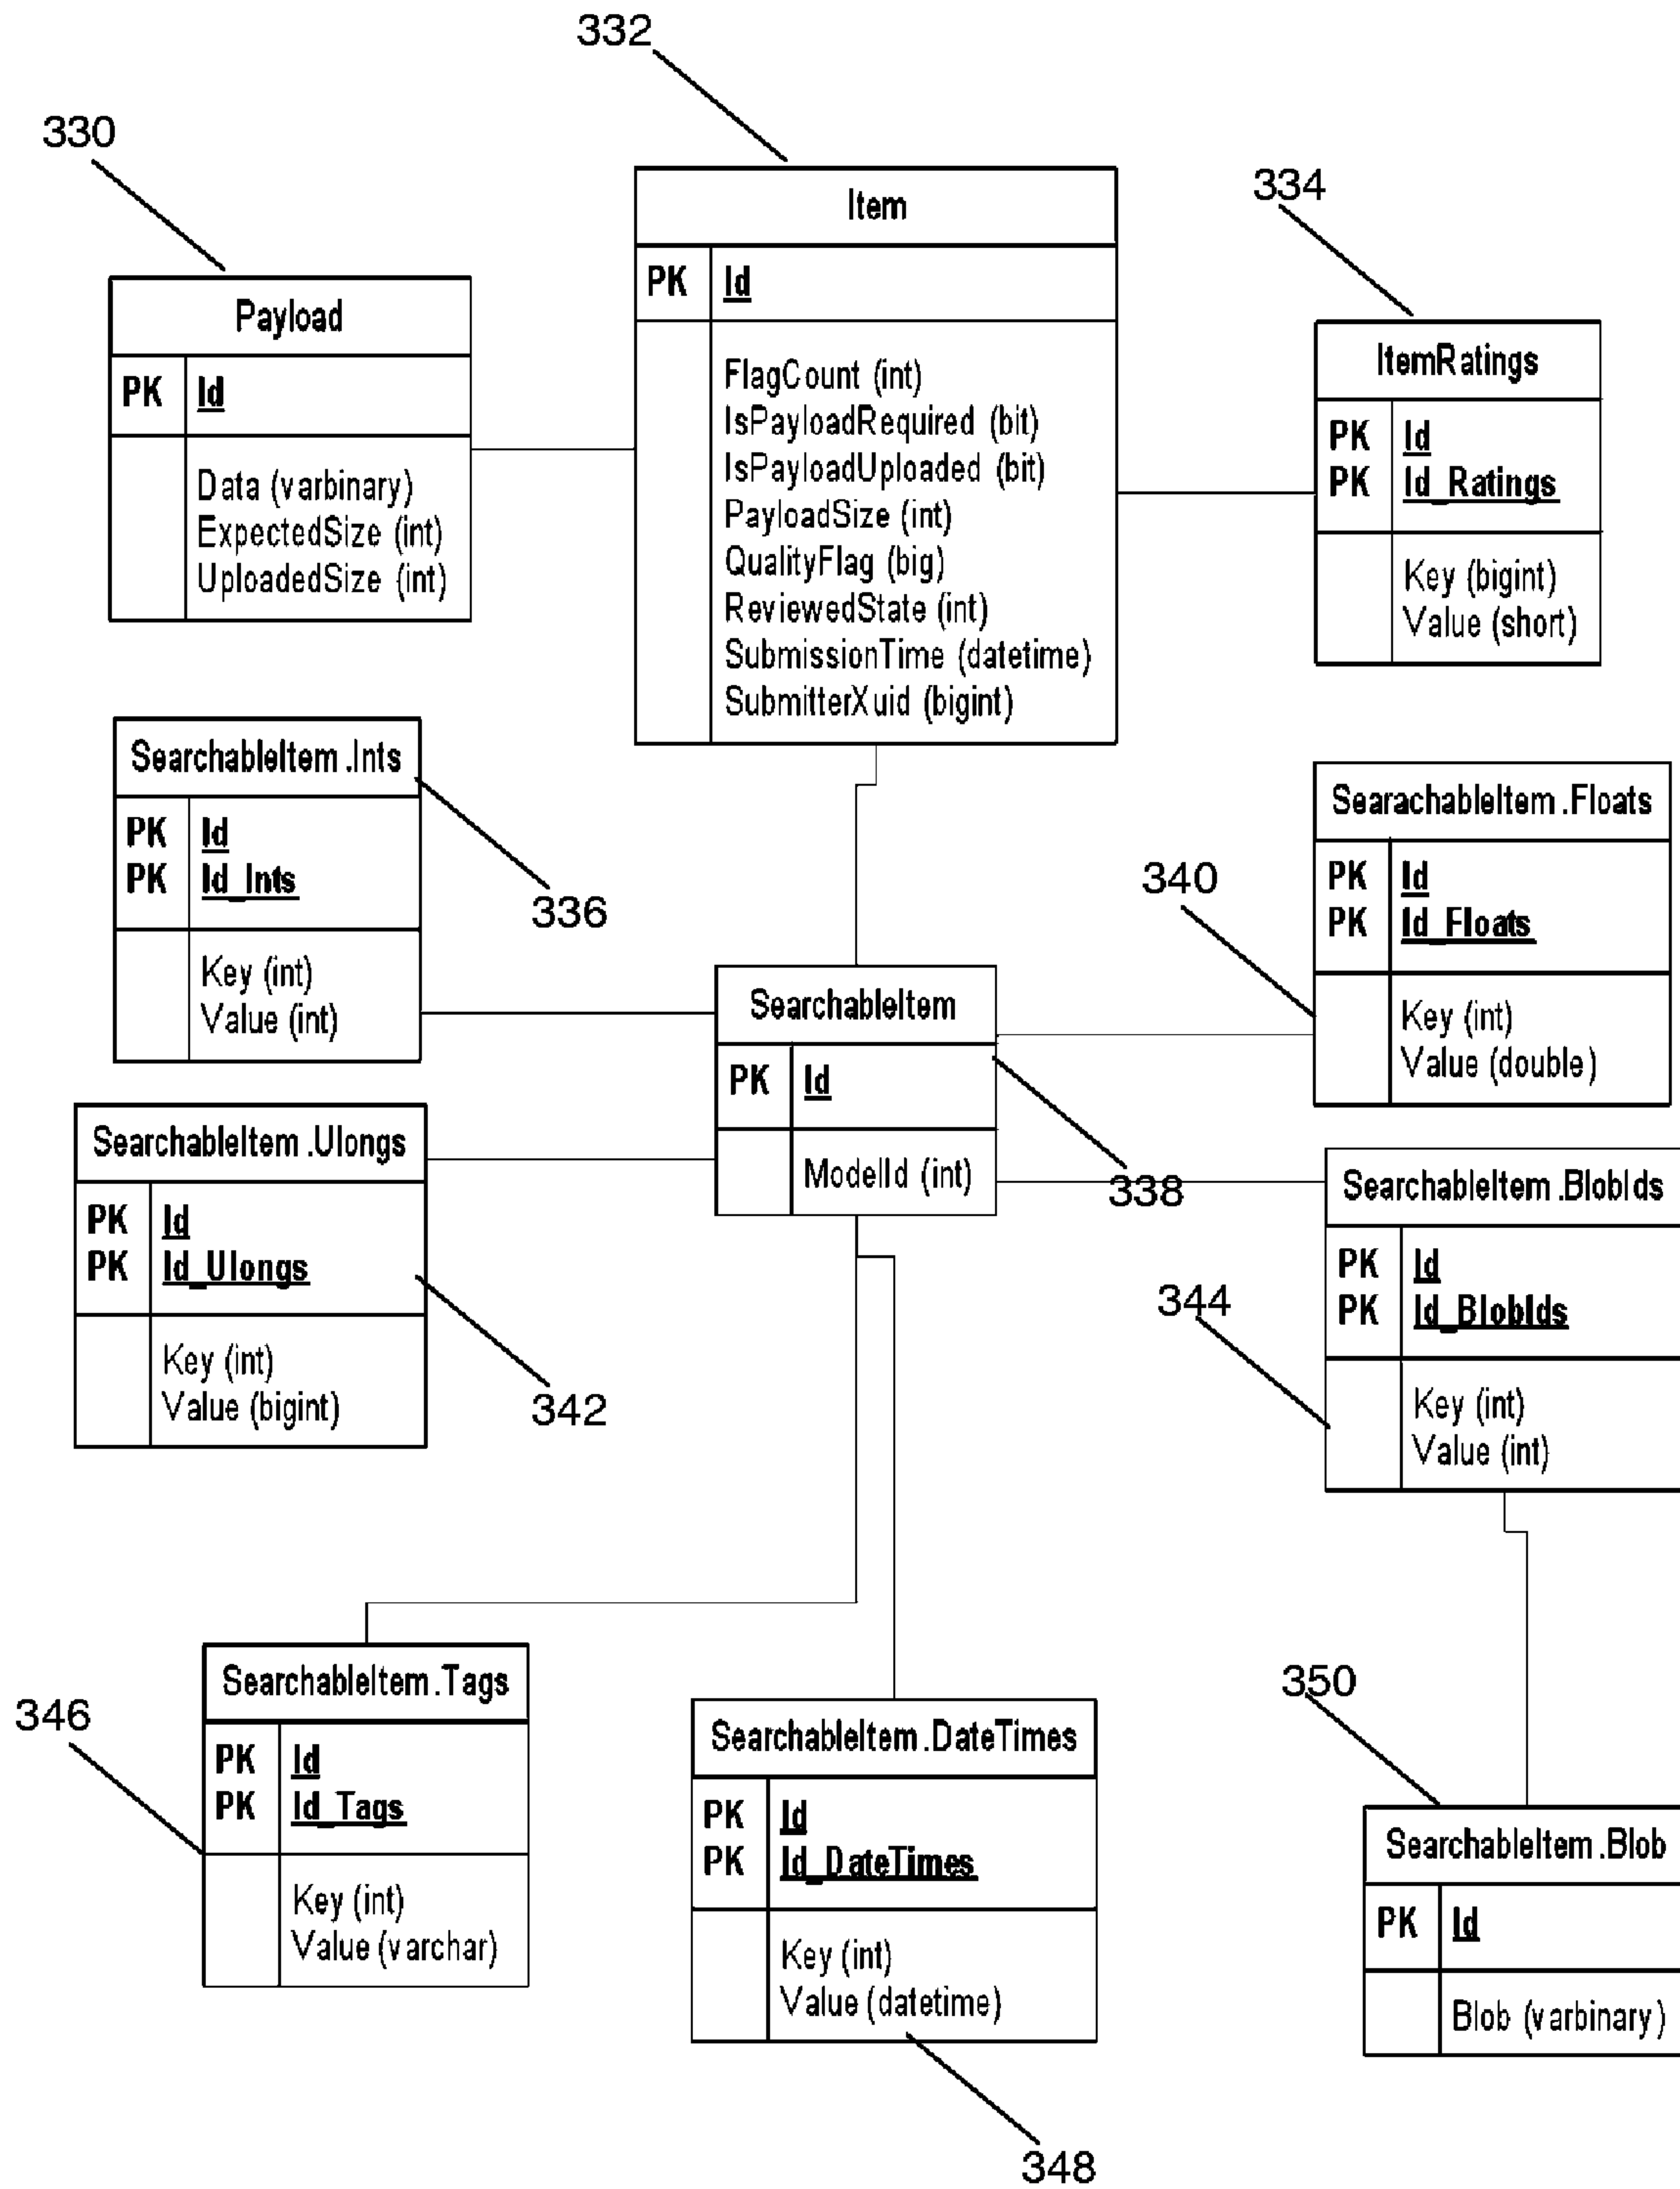 332
330
334
Item
PK Id
FlagCount (int)
IsPayloadRequired (bit)
IsPayloadUploaded (bit)
PayloadSize (int)
QualityFlag (big)
ReviewedState (int)
SubmissionTime (datetime)
SubmitterXuid (bigint)
Payload
PK Id
Data (varbinary)
ExpectedSize (int)
UploadedSize (int)
ItemRatings
PK Id
PK Id_Ratings
Key (bigint)
Value (short)
SearchableItem.Ints
PK Id
PK Id_Ints
Key (int)
Value (int)
336
SearachableItem.Floats
PK Id
PK Id_Floats
Key (int)
Value (double)
340
SearchableItem
PK Id
ModelId (int)
338
SearchableItem.Ulongs
PK Id
PK Id_Ulongs
Key (int)
Value (bigint)
342
SearchableItem.BlobIds
PK Id
PK Id_BlobIds
Key (int)
Value (int)
344
SearchableItem.Tags
PK Id
PK Id_Tags
Key (int)
Value (varchar)
346
SearchableItem.DateTimes
PK Id
PK Id_DateTimes
Key (int)
Value (datetime)
348
350
SearchableItem.Blob
PK Id
Blob (varbinary)